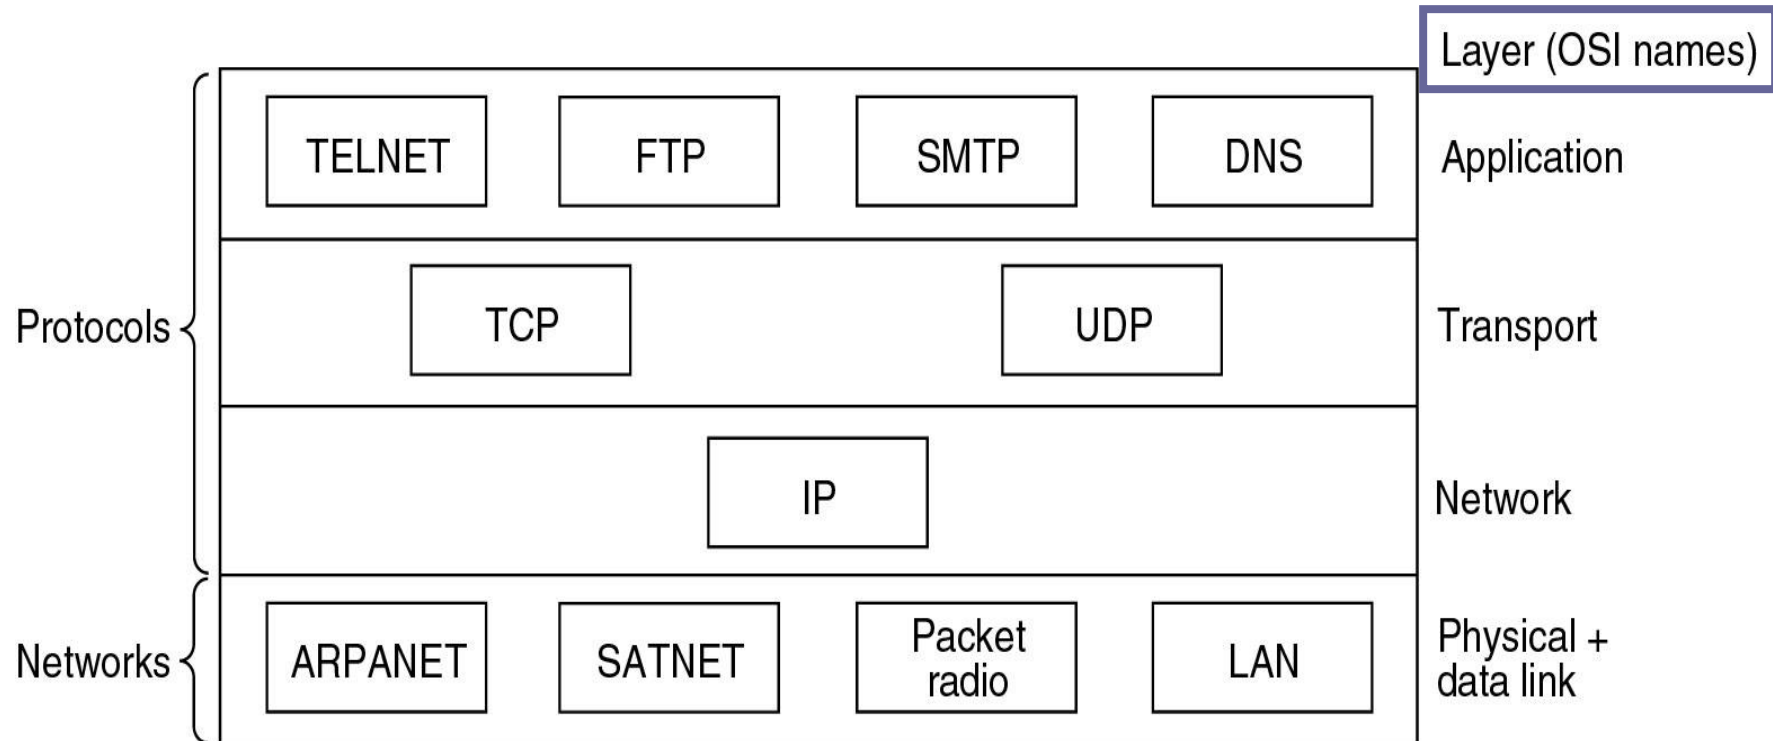 Layer (OSI names)
TELNET
FTP
SMTP
DNS
Application
Protocols
TCP
UDP
Transport
IP
Network
Networks
ARPANET
SATNET
Packet
radio
LAN
Physical +
data link